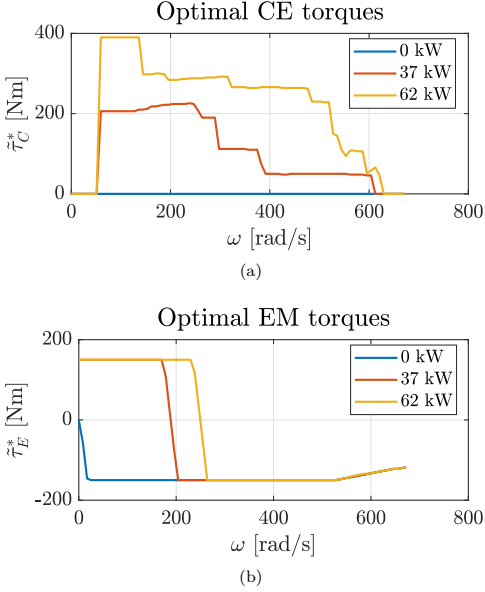 Optimal CE torques
τ̃*_C [Nm]
400
200
0
0 kW
37 kW
62 kW
0 200 400 600 800
ω [rad/s]
(a)
Optimal EM torques
τ̃*_E [Nm]
200
0
-200
0 kW
37 kW
62 kW
0 200 400 600 800
ω [rad/s]
(b)